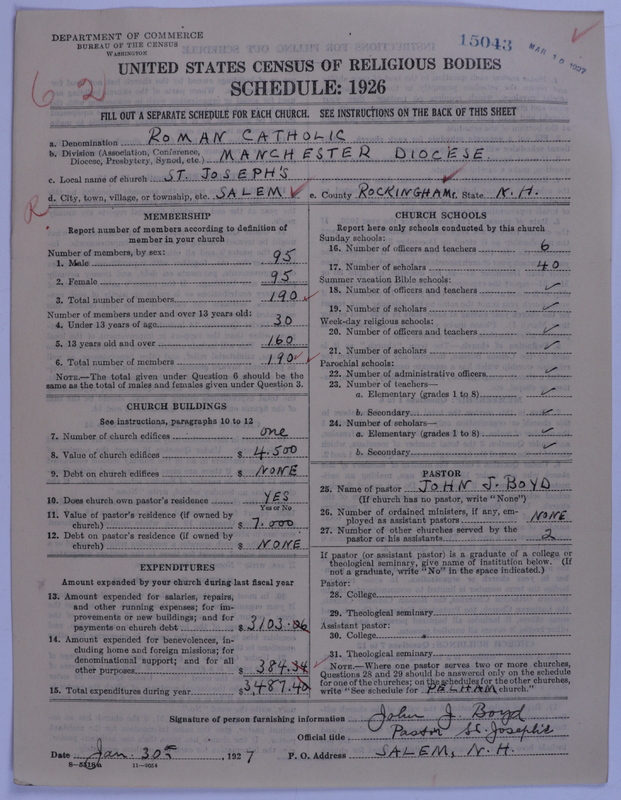 DEPARTMENT OF COMMERCE
BUREAU OF THE CENSUS
WASHINGTON
15043
MAR 10 1927
62
R
UNITED STATES CENSUS OF RELIGIOUS BODIES
SCHEDULE: 1926
FILL OUT A SEPARATE SCHEDULE FOR EACH CHURCH. SEE INSTRUCTIONS ON THE BACK OF THIS SHEET
a. Denomination ROMAN CATHOLIC
b. Division (Association, Conference, Diocese, Presbytery, Synod, etc.) MANCHESTER DIOCESE
c. Local name of church ST. JOSEPH'S
d. City, town, village, or township, etc. SALEM e. County ROCKINGHAM f. State N.H.
MEMBERSHIP
Report number of members according to definition of
member in your church
Number of members, by sex:
1. Male 95
2. Female 95
3. Total number of members 190
Number of members under and over 13 years old:
4. Under 13 years of age 30
5. 13 years old and over 160
6. Total number of members 190
NOTE.—The total given under Question 6 should be the
same as the total of males and females given under Question 3.
CHURCH BUILDINGS
See instructions, paragraphs 10 to 12
7. Number of church edifices one
8. Value of church edifices $ 4.500
9. Debt on church edifices $ NONE
10. Does church own pastor's residence YES
Yes or No
11. Value of pastor's residence (if owned by
church) $ 7.000
12. Debt on pastor's residence (if owned by
church) $ NONE
EXPENDITURES
Amount expended by your church during last fiscal year
13. Amount expended for salaries, repairs,
and other running expenses; for im-
provements or new buildings; and for
payments on church debt $ 3103.06
14. Amount expended for benevolences, in-
cluding home and foreign missions; for
denominational support; and for all
other purposes $ 384.34
15. Total expenditures during year $ 3,487.40
CHURCH SCHOOLS
Report here only schools conducted by this church
Sunday schools:
16. Number of officers and teachers 6
17. Number of scholars 40
Summer vacation Bible schools:
18. Number of officers and teachers
19. Number of scholars
Week-day religious schools:
20. Number of officers and teachers
21. Number of scholars
Parochial schools:
22. Number of administrative officers
23. Number of teachers—
a. Elementary (grades 1 to 8)
b. Secondary
24. Number of scholars—
a. Elementary (grades 1 to 8)
b. Secondary
PASTOR
25. Name of pastor JOHN J. BOYD
(If church has no pastor, write "None")
26. Number of ordained ministers, if any, em-
ployed as assistant pastors NONE
27. Number of other churches served by the
pastor or his assistants 2
If pastor (or assistant pastor) is a graduate of a college or
theological seminary, give name of institution below. (If
not a graduate, write "No" in the space indicated.)
Pastor:
28. College
29. Theological seminary
Assistant pastor:
30. College
31. Theological seminary
NOTE.—Where one pastor serves two or more churches,
Questions 28 and 29 should be answered only on the schedule
for one of the churches; on the schedules for the other churches,
write "See schedule for PELHAM church."
Signature of person furnishing information John J. Boyd
Official title Pastor St. Joseph's
Date Jan. 30th, 1927 P. O. Address SALEM, N.H.
11—9614